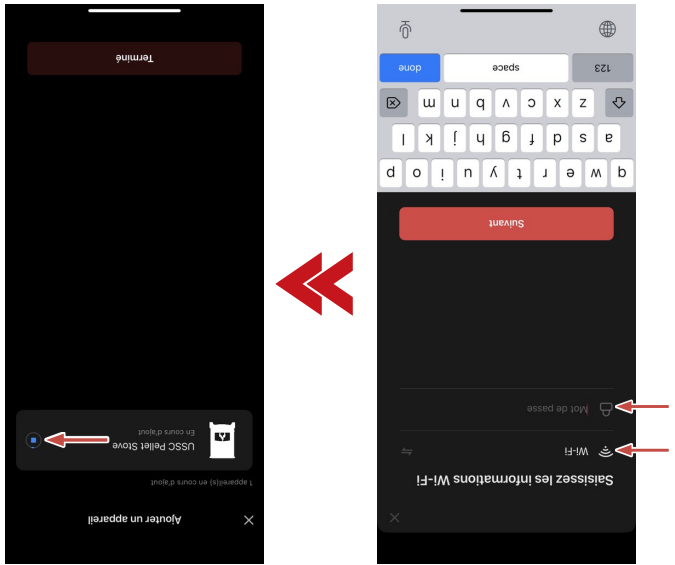 Saisissez les informations Wi-Fi
Wi-Fi
Mot de passe
Suivant
q w e r t y u i o p
a s d f g h j k l
z x c v b n m
123 space done
Ajouter un appareil
1 appareil(s) en cours d'ajout
USSC Pellet Stove
En cours d'ajout
Terminé